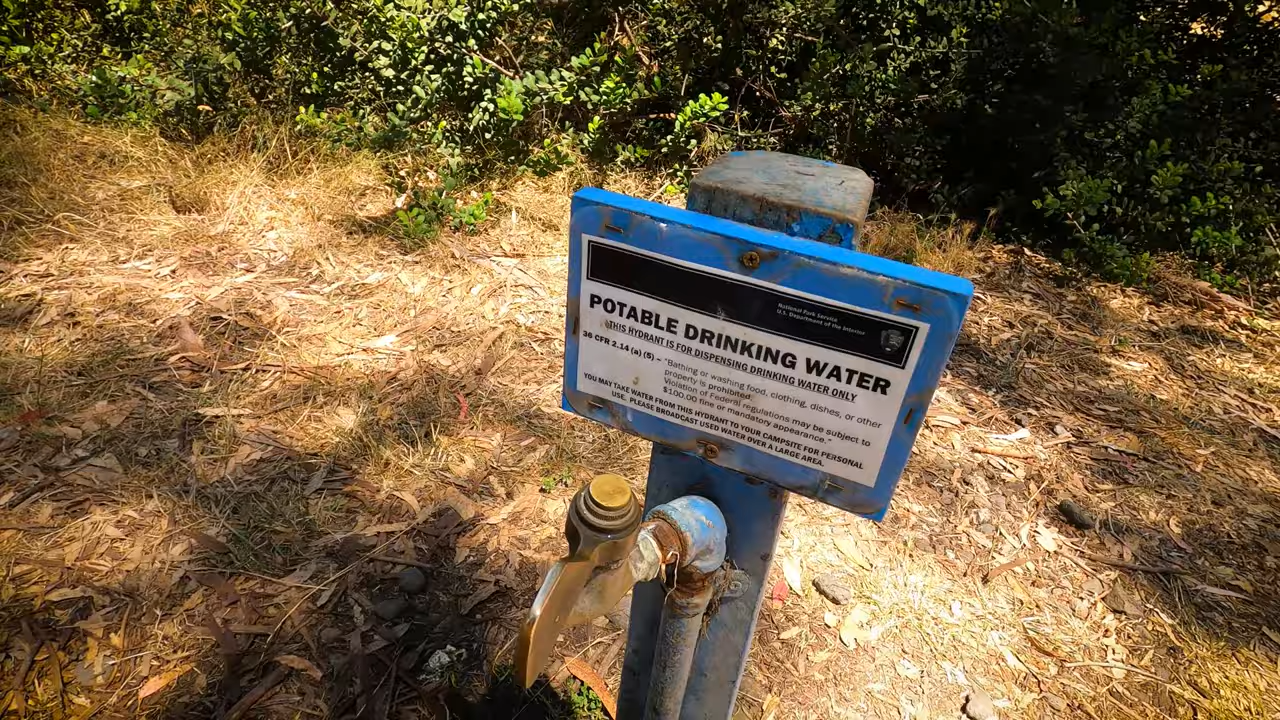 National Park Service
U.S. Department of the Interior
POTABLE DRINKING WATER
THIS HYDRANT IS FOR DISPENSING DRINKING WATER ONLY
36 CFR 2.14 (a) (5) – "Bathing or washing food, clothing, dishes, or other
property is prohibited.
Violation of Federal regulations may be subject to
$100.00 fine or mandatory appearance."
YOU MAY TAKE WATER FROM THIS HYDRANT TO YOUR CAMPSITE FOR PERSONAL
USE. PLEASE BROADCAST USED WATER OVER A LARGE AREA.